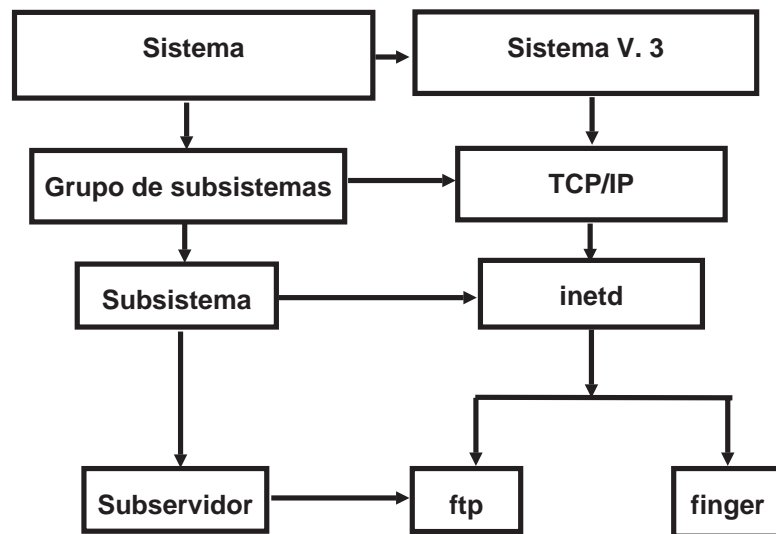 Sistema
Sistema V. 3
Grupo de subsistemas
TCP/IP
Subsistema
inetd
Subservidor
ftp
finger